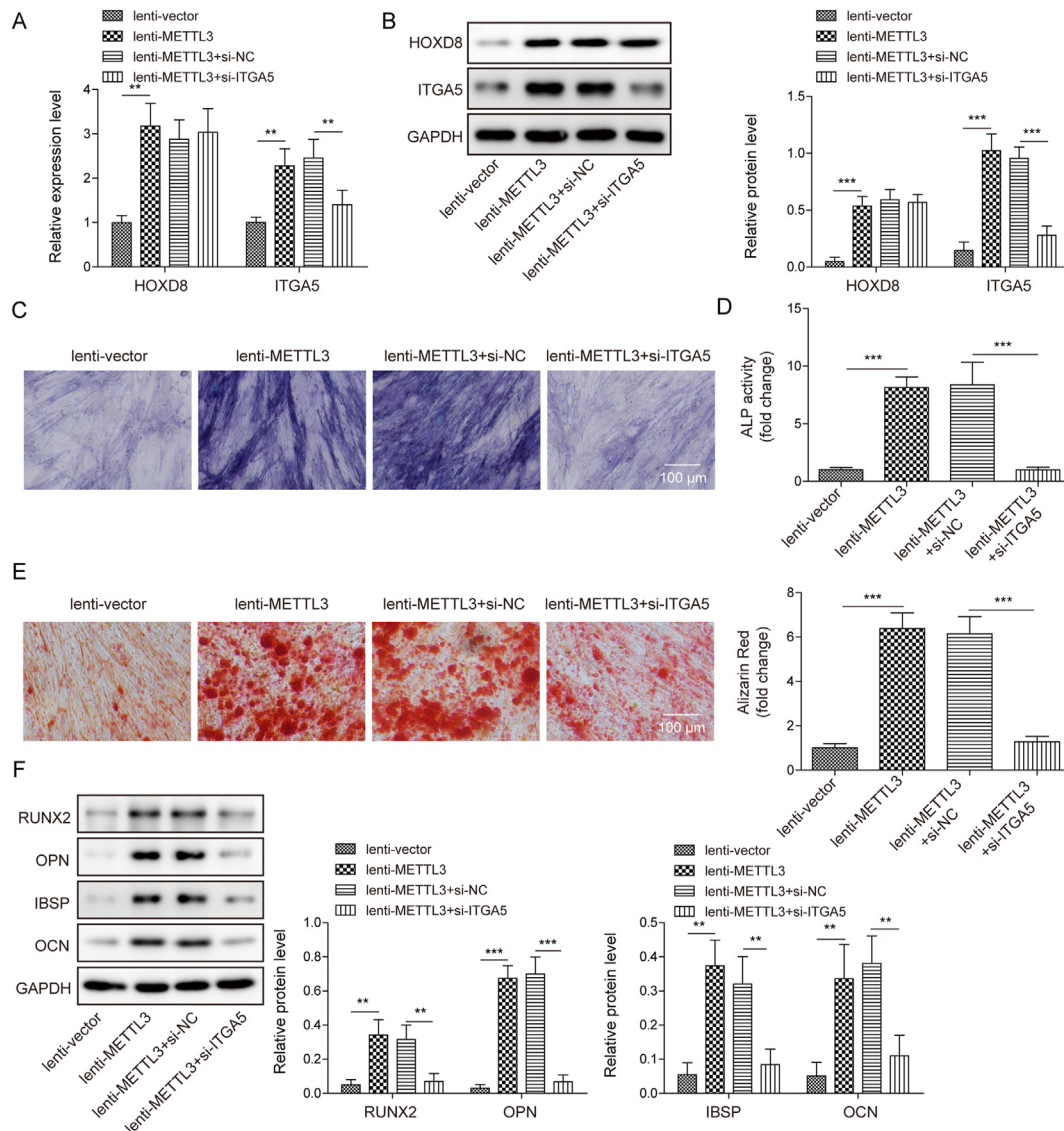 A
lenti-vector
lenti-METTL3
lenti-METTL3+si-NC
lenti-METTL3+si-ITGA5
Relative expression level
4
3
2
1
0
**
**
**
HOXD8
ITGA5
B
HOXD8
ITGA5
GAPDH
lenti-vector
lenti-METTL3
lenti-METTL3+si-NC
lenti-METTL3+si-ITGA5
lenti-vector
lenti-METTL3
lenti-METTL3+si-NC
lenti-METTL3+si-ITGA5
Relative protein level
1.5
1.0
0.5
0.0
***
***
***
HOXD8
ITGA5
C
lenti-vector
lenti-METTL3
lenti-METTL3+si-NC
lenti-METTL3+si-ITGA5
100 μm
D
ALP activity
(fold change)
15
10
5
0
***
***
lenti-vector
lenti-METTL3
lenti-METTL3
+si-NC
lenti-METTL3
+si-ITGA5
E
lenti-vector
lenti-METTL3
lenti-METTL3+si-NC
lenti-METTL3+si-ITGA5
100 μm
Alizarin Red
(fold change)
8
6
4
2
0
***
***
lenti-vector
lenti-METTL3
lenti-METTL3
+si-NC
lenti-METTL3
+si-ITGA5
F
RUNX2
OPN
IBSP
OCN
GAPDH
lenti-vector
lenti-METTL3
lenti-METTL3+si-NC
lenti-METTL3+si-ITGA5
lenti-vector
lenti-METTL3
lenti-METTL3+si-NC
lenti-METTL3+si-ITGA5
Relative protein level
1.0
0.8
0.6
0.4
0.2
0.0
**
**
***
***
RUNX2
OPN
lenti-vector
lenti-METTL3
lenti-METTL3+si-NC
lenti-METTL3+si-ITGA5
Relative protein level
0.5
0.4
0.3
0.2
0.1
0.0
**
**
**
**
IBSP
OCN